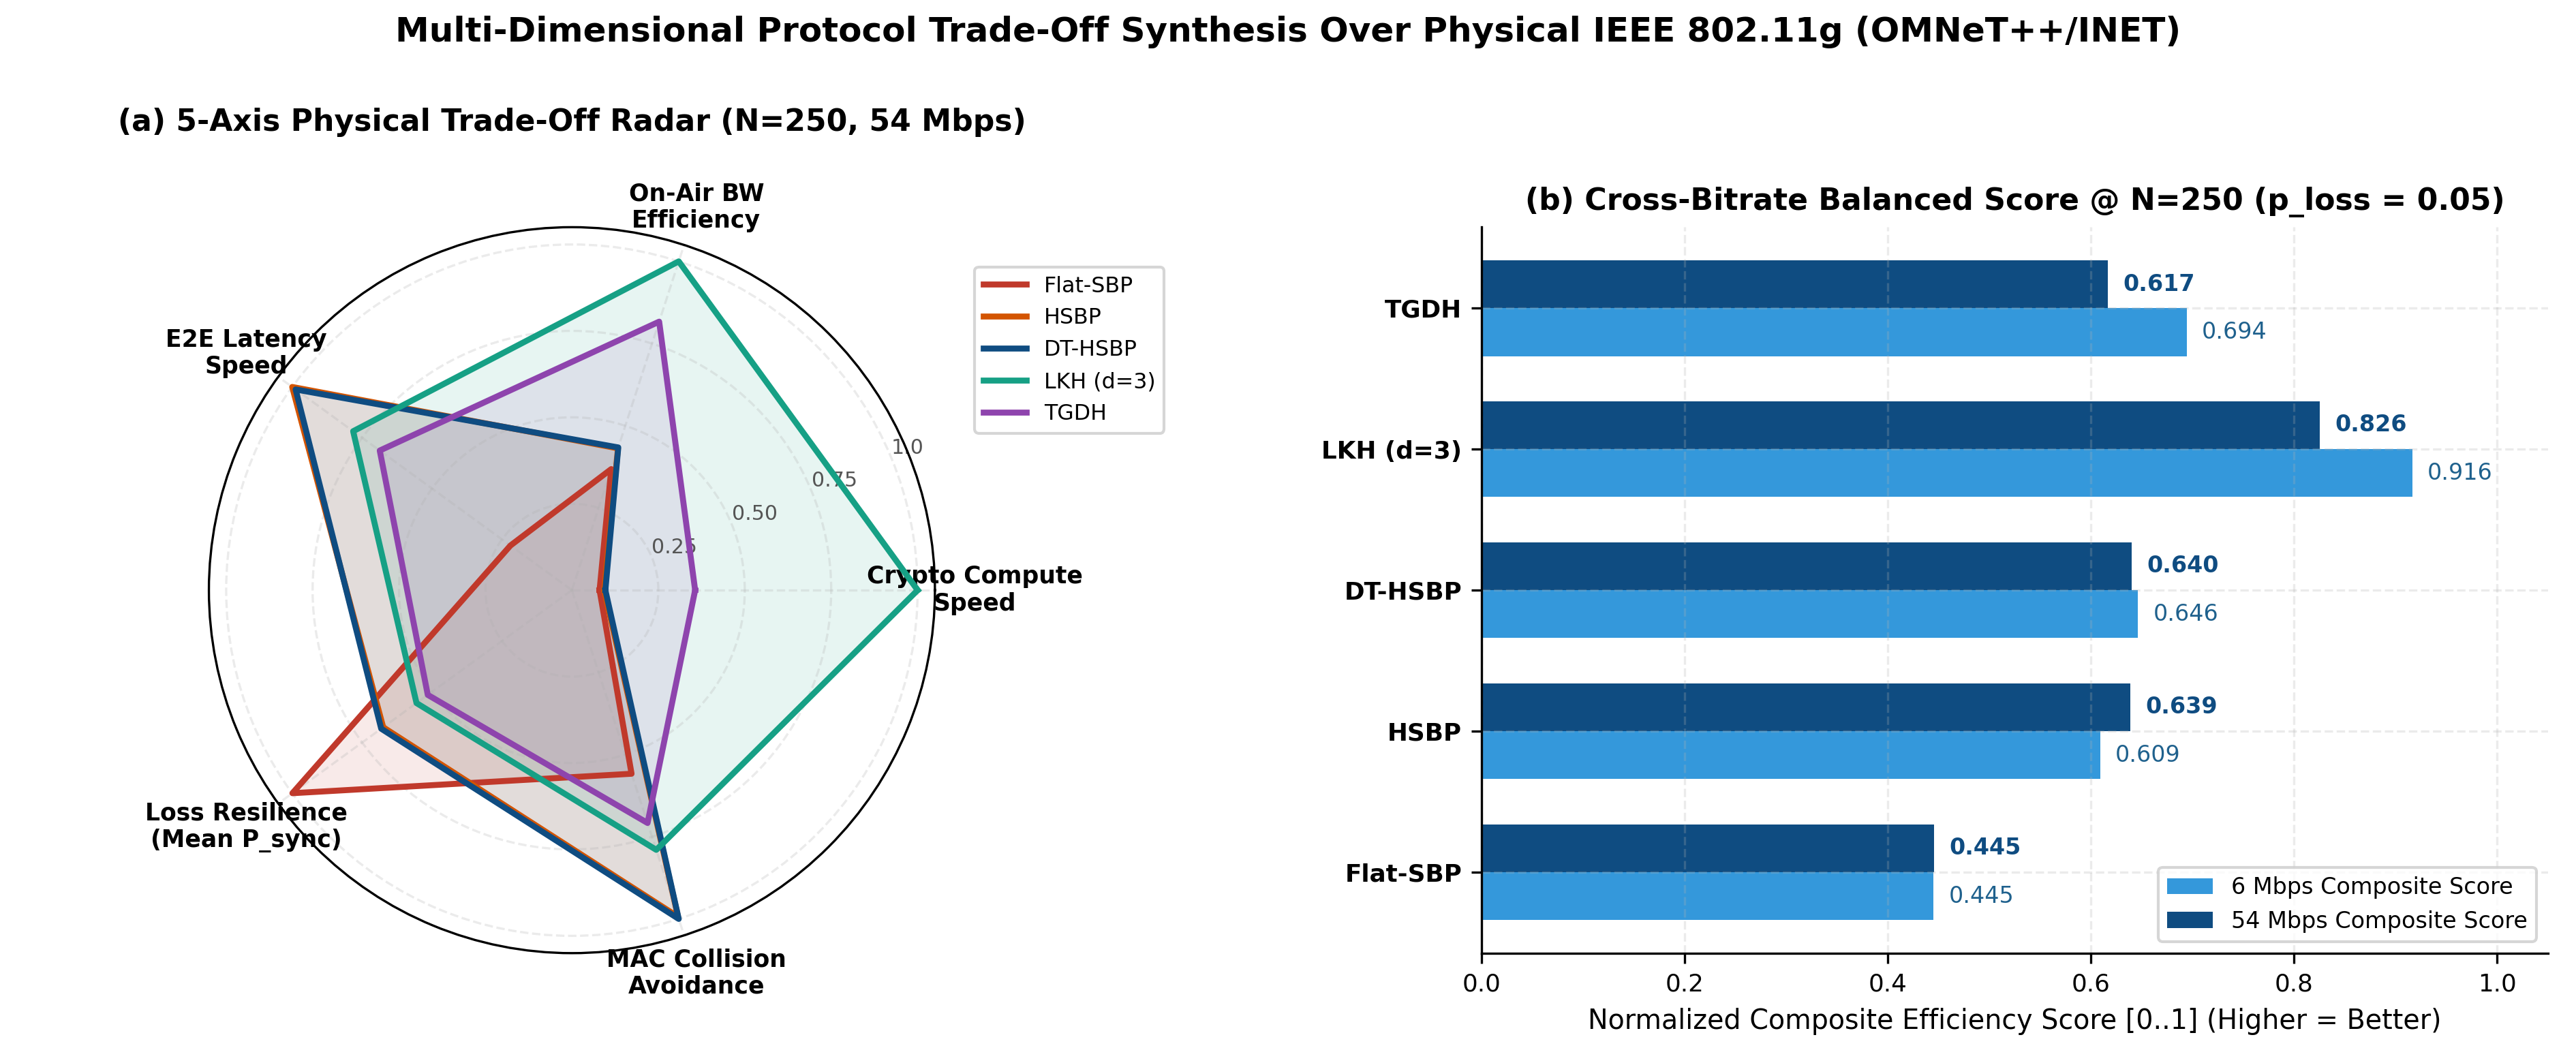 Multi-Dimensional Protocol Trade-Off Synthesis Over Physical IEEE 802.11g (OMNeT++/INET)
(a) 5-Axis Physical Trade-Off Radar (N=250, 54 Mbps)
On-Air BW
Efficiency
E2E Latency
Speed
Crypto Compute
Speed
Loss Resilience
(Mean P_sync)
MAC Collision
Avoidance
1.0
0.75
0.50
0.25
Flat-SBP
HSBP
DT-HSBP
LKH (d=3)
TGDH
(b) Cross-Bitrate Balanced Score @ N=250 (p_loss = 0.05)
TGDH
0.617
0.694
LKH (d=3)
0.826
0.916
DT-HSBP
0.640
0.646
HSBP
0.639
0.609
Flat-SBP
0.445
0.445
6 Mbps Composite Score
54 Mbps Composite Score
0.0 0.2 0.4 0.6 0.8 1.0
Normalized Composite Efficiency Score [0..1] (Higher = Better)